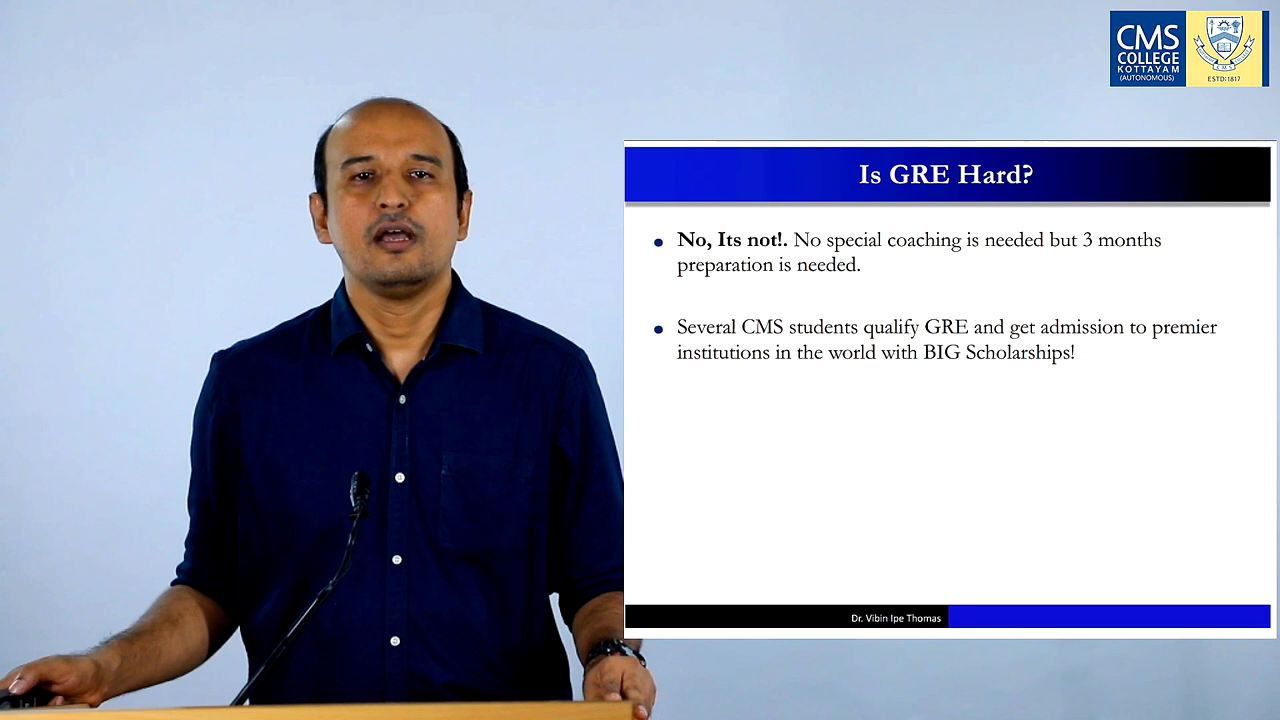 CMS
COLLEGE
KOTTAYAM
(AUTONOMOUS)
CMS
ESTD:1817
Is GRE Hard?
No, Its not!. No special coaching is needed but 3 months
preparation is needed.
Several CMS students qualify GRE and get admission to premier
institutions in the world with BIG Scholarships!
Dr. Vibin Ipe Thomas